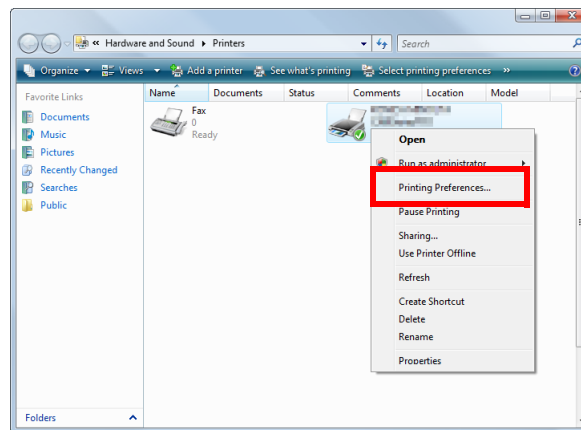 « Hardware and Sound ▸ Printers
Search
Organize Views Add a printer See what's printing Select printing preferences »
Favorite Links
Documents
Music
Pictures
Recently Changed
Searches
Public
Folders
Name Documents Status Comments Location Model
Fax
0
Ready
Open
Run as administrator
Printing Preferences...
Pause Printing
Sharing...
Use Printer Offline
Refresh
Create Shortcut
Delete
Rename
Properties